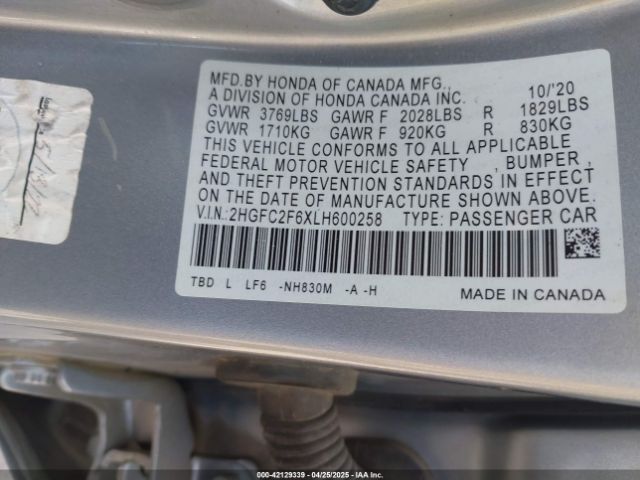 MFD.BY HONDA OF CANADA MFG., 10/'20
A DIVISION OF HONDA CANADA INC.
GVWR 3769LBS GAWR F 2028LBS R 1829LBS
GVWR 1710KG GAWR F 920KG R 830KG
THIS VEHICLE CONFORMS TO ALL APPLICABLE
FEDERAL MOTOR VEHICLE SAFETY , BUMPER ,
AND THEFT PREVENTION STANDARDS IN EFFECT
ON THE DATE OF MANUFACTURE SHOWN ABOVE.
V.I.N.:2HGFC2F6XLH600258 TYPE: PASSENGER CAR
TBD L LF6 -NH830M -A -H
MADE IN CANADA
000-42129339 - 04/25/2025 - IAA Inc.